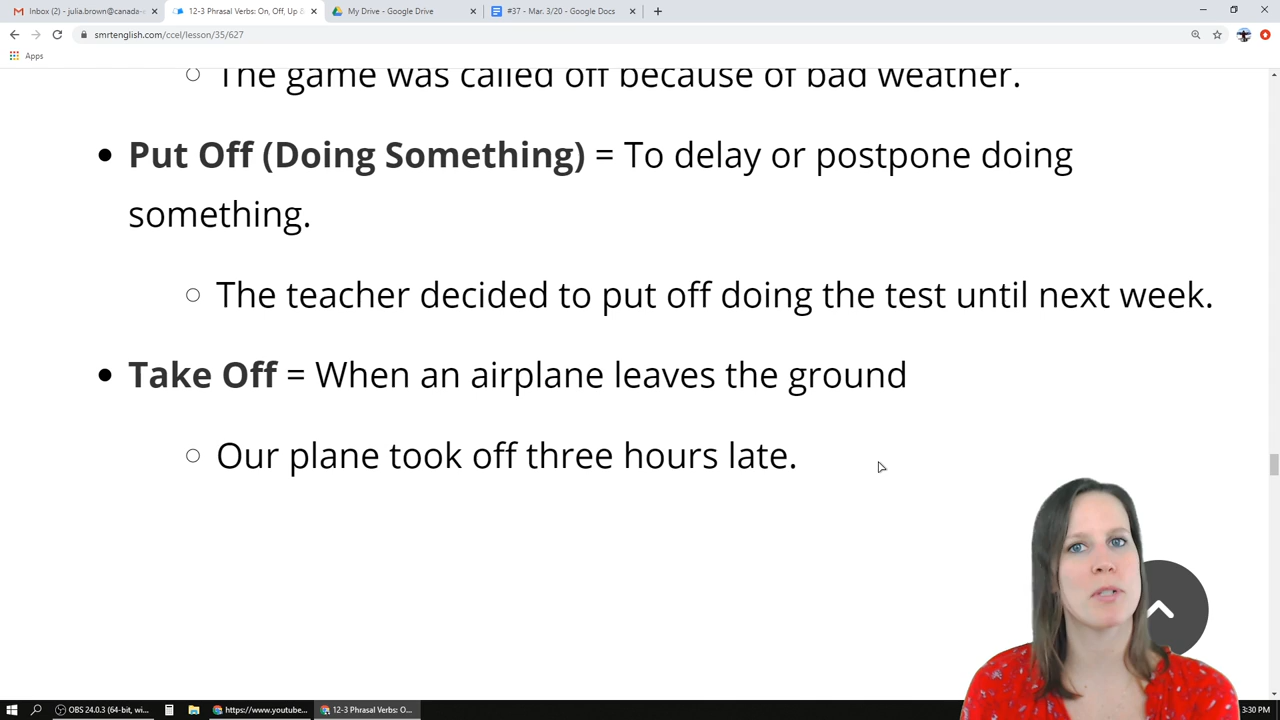 Inbox (2) - julia.brown@canada-
12-3 Phrasal Verbs: On, Off, Up &
My Drive - Google Drive
#37 - Mar. 3/20 - Google Docs
smrtenglish.com/ccel/lesson/35/627
Apps
The game was called off because of bad weather.
Put Off (Doing Something) = To delay or postpone doing
something.
The teacher decided to put off doing the test until next week.
Take Off = When an airplane leaves the ground
Our plane took off three hours late.
OBS 24.0.3 (64-bit, wi...
https://www.youtube...
12-3 Phrasal Verbs: O...
3:30 PM